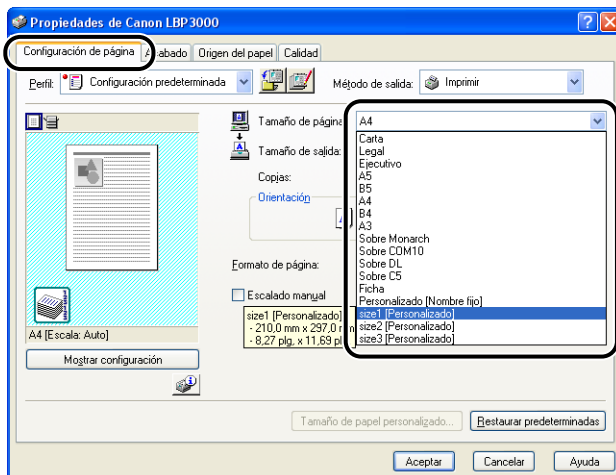 Propiedades de Canon LBP3000
Configuración de página
Acabado
Origen del papel
Calidad
Perfil:
Configuración predeterminada
Método de salida:
Imprimir
A4 [Escala: Auto]
Mostrar configuración
Tamaño de página
A4
Tamaño de salida:
Copias:
Orientación
Formato de página:
Escalado manual
size1 [Personalizado]
- 210,0 mm x 297,0
- 8,27 plg, x 11,69 plg
Carta
Legal
Ejecutivo
A5
B5
A4
B4
A3
Sobre Monarch
Sobre COM10
Sobre DL
Sobre C5
Ficha
Personalizado [Nombre fijo]
size1 [Personalizado]
size2 [Personalizado]
size3 [Personalizado]
Tamaño de papel personalizado...
Restaurar predeterminadas
Aceptar
Cancelar
Ayuda